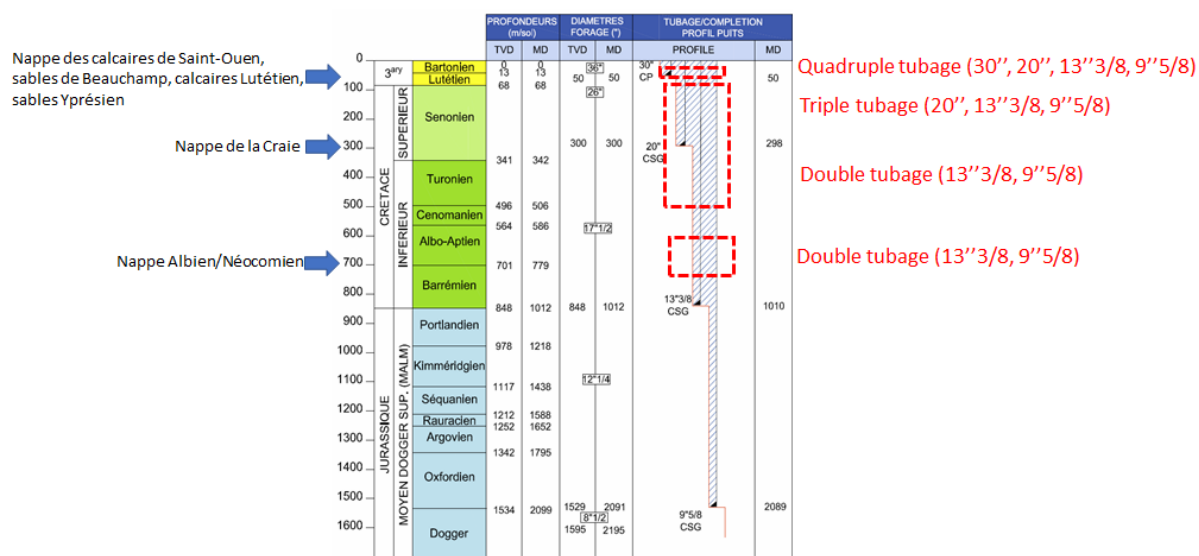 PROFONDEURS
(m/sol)
DIAMETRES
FORAGE (")
TUBAGE/COMPLETION
PROFIL PUITS
TVD
MD
TVD
MD
PROFILE
MD
Nappe des calcaires de Saint-Ouen,
sables de Beauchamp, calcaires Lutétien,
sables Yprésien
Nappe de la Craie
Nappe Albien/Néocomien
0
100
200
300
400
500
600
700
800
900
1000
1100
1200
1300
1400
1500
1600
3ary
CRETACE
SUPERIEUR
INFERIEUR
JURASSIQUE
MOYEN DOGGER SUP. (MALM)
Bartonien
Lutétien
Senonien
Turonien
Cenomanien
Albo-Aptien
Barrémien
Portlandien
Kimméridgien
Séquanien
Rauracien
Argovien
Oxfordien
Dogger
0 0
13 13
68 68
341 342
496 506
564 586
701 779
848 1012
978 1218
1117 1438
1212 1588
1252 1652
1342 1795
1534 2099
36"
50 50
26"
300 300
17"1/2
848 1012
12"1/4
1529 2091
8"1/2
1595 2195
30"
CP
20"
CSG
13"3/8
CSG
9"5/8
CSG
50
298
1010
2089
Quadruple tubage (30’’, 20’’, 13’’3/8, 9’’5/8)
Triple tubage (20’’, 13’’3/8, 9’’5/8)
Double tubage (13’’3/8, 9’’5/8)
Double tubage (13’’3/8, 9’’5/8)